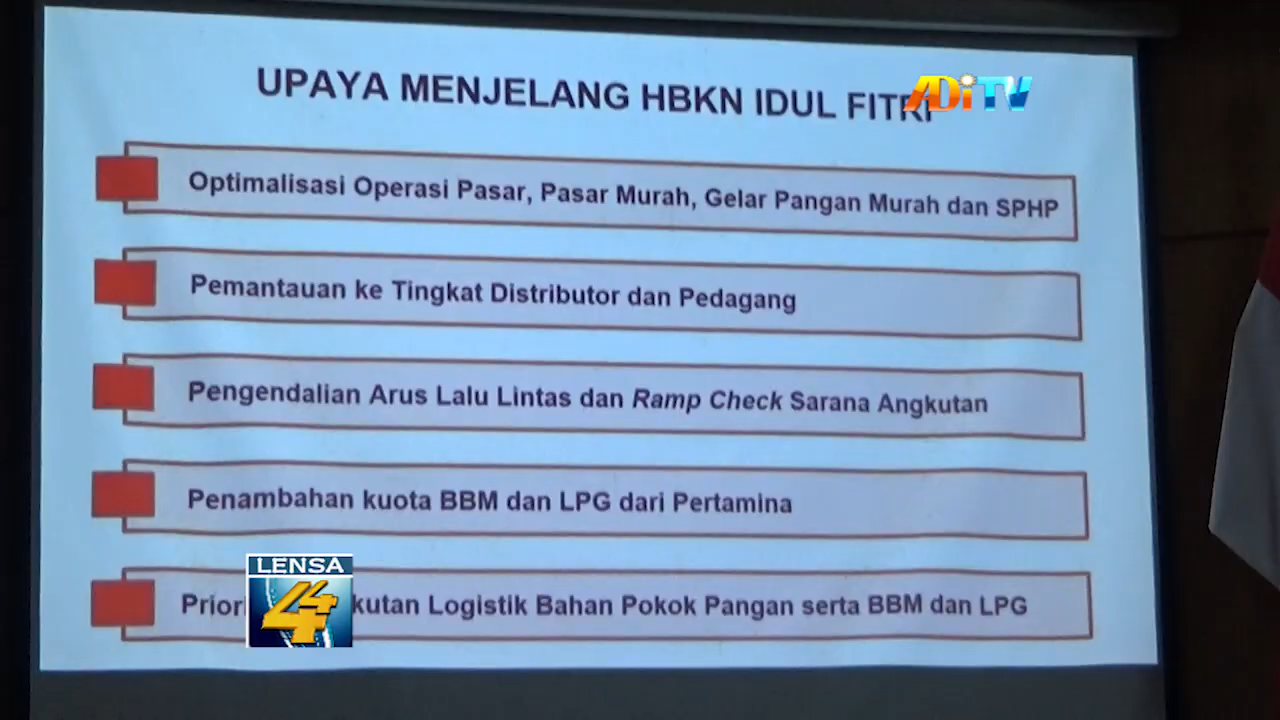 UPAYA MENJELANG HBKN IDUL FITRI
ADiTV
Optimalisasi Operasi Pasar, Pasar Murah, Gelar Pangan Murah dan SPHP
Pemantauan ke Tingkat Distributor dan Pedagang
Pengendalian Arus Lalu Lintas dan Ramp Check Sarana Angkutan
Penambahan kuota BBM dan LPG dari Pertamina
LENSA
44
Logistik Bahan Pokok Pangan serta BBM dan LPG